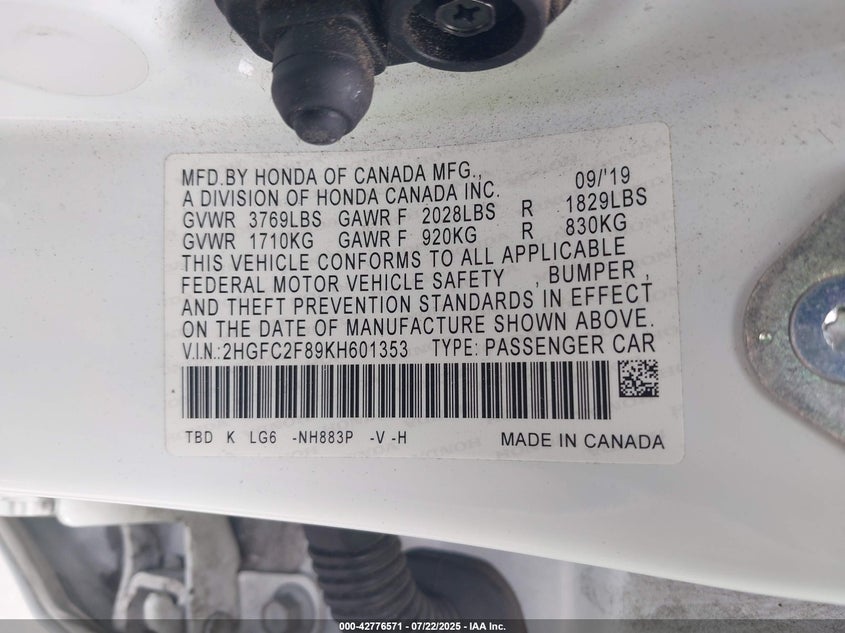 MFD.BY HONDA OF CANADA MFG., 09/'19
A DIVISION OF HONDA CANADA INC.
GVWR 3769LBS GAWR F 2028LBS R 1829LBS
GVWR 1710KG GAWR F 920KG R 830KG
THIS VEHICLE CONFORMS TO ALL APPLICABLE
FEDERAL MOTOR VEHICLE SAFETY , BUMPER ,
AND THEFT PREVENTION STANDARDS IN EFFECT
ON THE DATE OF MANUFACTURE SHOWN ABOVE.
V.I.N.:2HGFC2F89KH601353 TYPE: PASSENGER CAR
TBD K LG6 -NH883P -V -H MADE IN CANADA
000-42776571 / 07/22/2025 - IAA Inc.